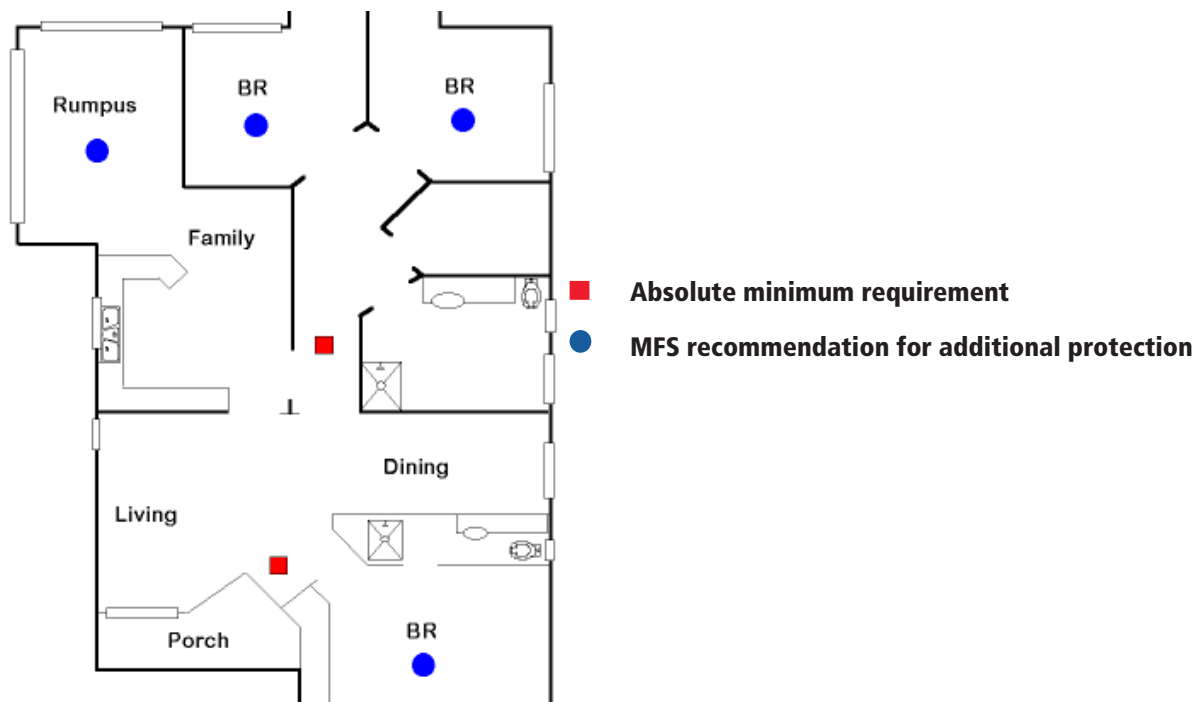 BR
BR
Rumpus
Family
Absolute minimum requirement
MFS recommendation for additional protection
Dining
Living
BR
Porch